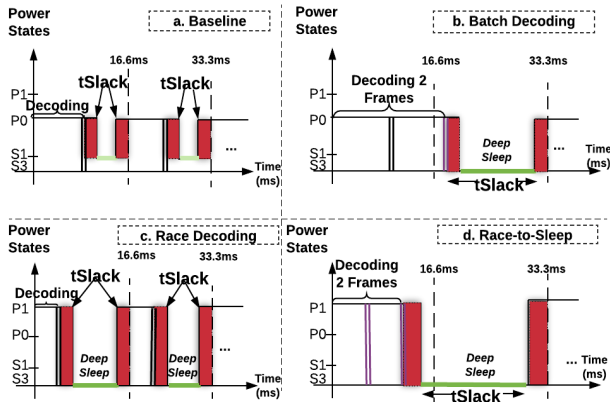 Power
States
a. Baseline
16.6ms
33.3ms
tSlack
tSlack
P1
Decoding
P0
S1
S3
...
Time
(ms)
Power
States
b. Batch Decoding
16.6ms
33.3ms
P1
Decoding 2
Frames
P0
Deep
Sleep
...
S1
S3
Time
(ms)
tSlack
Power
States
c. Race Decoding
16.6ms
33.3ms
tSlack
tSlack
Decoding
P1
P0
...
Deep
Sleep
Deep
Sleep
S1
S3
Time
(ms)
Power
States
d. Race-to-Sleep
Decoding
2 Frames
16.6ms
33.3ms
P1
P0
Deep
Sleep
...
S1
S3
Time
(ms)
tSlack